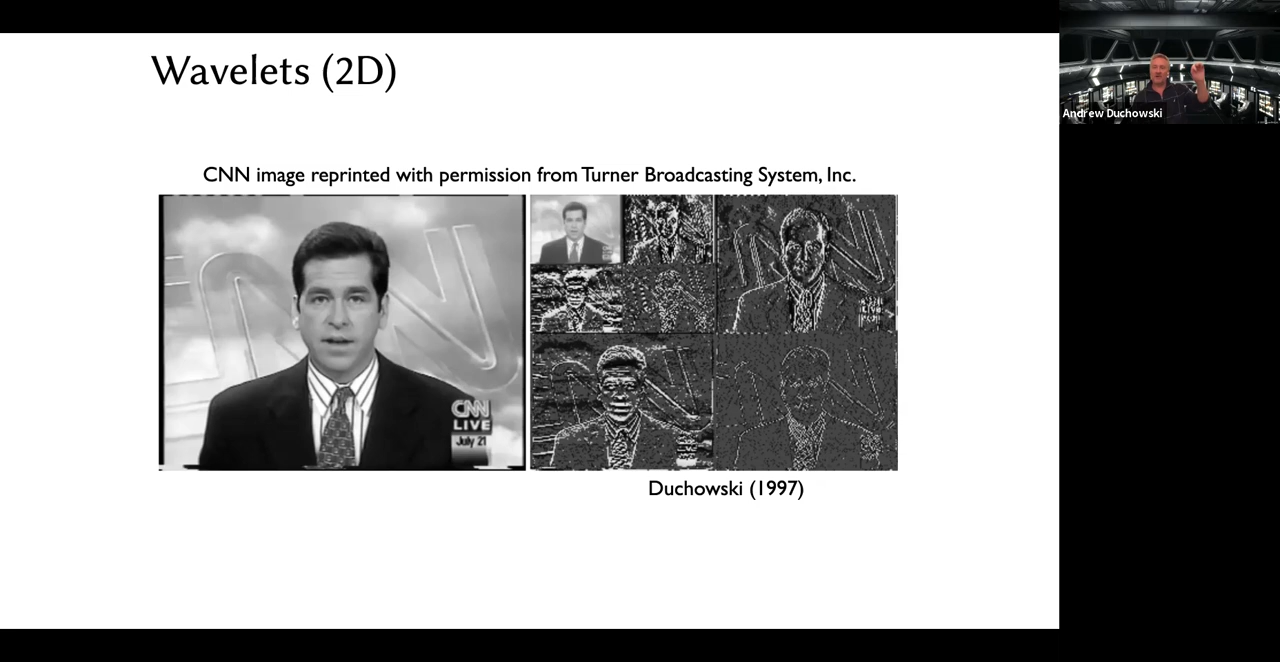 Wavelets (2D)
CNN image reprinted with permission from Turner Broadcasting System, Inc.
CNN
LIVE
July 21
Duchowski (1997)
Andrew Duchowski